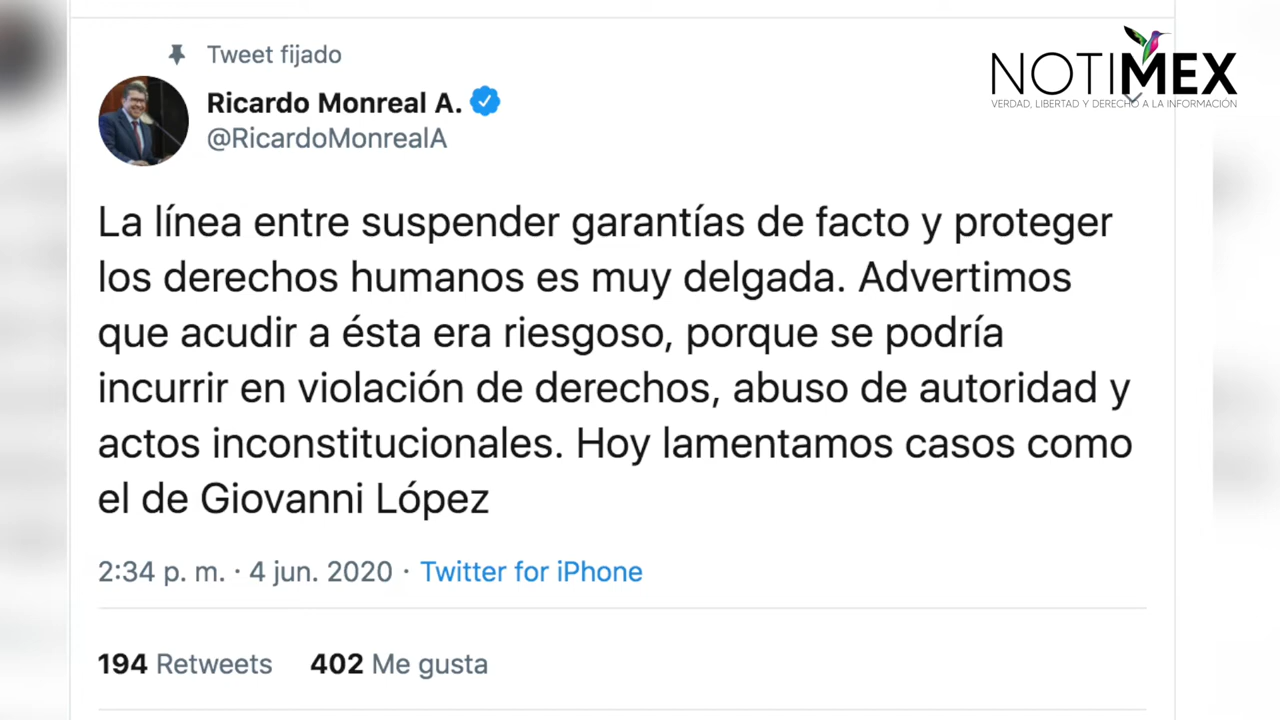 Tweet fijado
NOTIMEX
VERDAD, LIBERTAD Y DERECHO A LA INFORMACIÓN
Ricardo Monreal A.
@RicardoMonrealA
La línea entre suspender garantías de facto y proteger
los derechos humanos es muy delgada. Advertimos
que acudir a ésta era riesgoso, porque se podría
incurrir en violación de derechos, abuso de autoridad y
actos inconstitucionales. Hoy lamentamos casos como
el de Giovanni López
2:34 p. m. · 4 jun. 2020 · Twitter for iPhone
194 Retweets 402 Me gusta